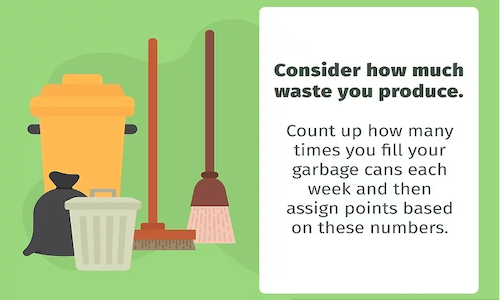 Consider how much
waste you produce.
Count up how many
times you fill your
garbage cans each
week and then
assign points based
on these numbers.